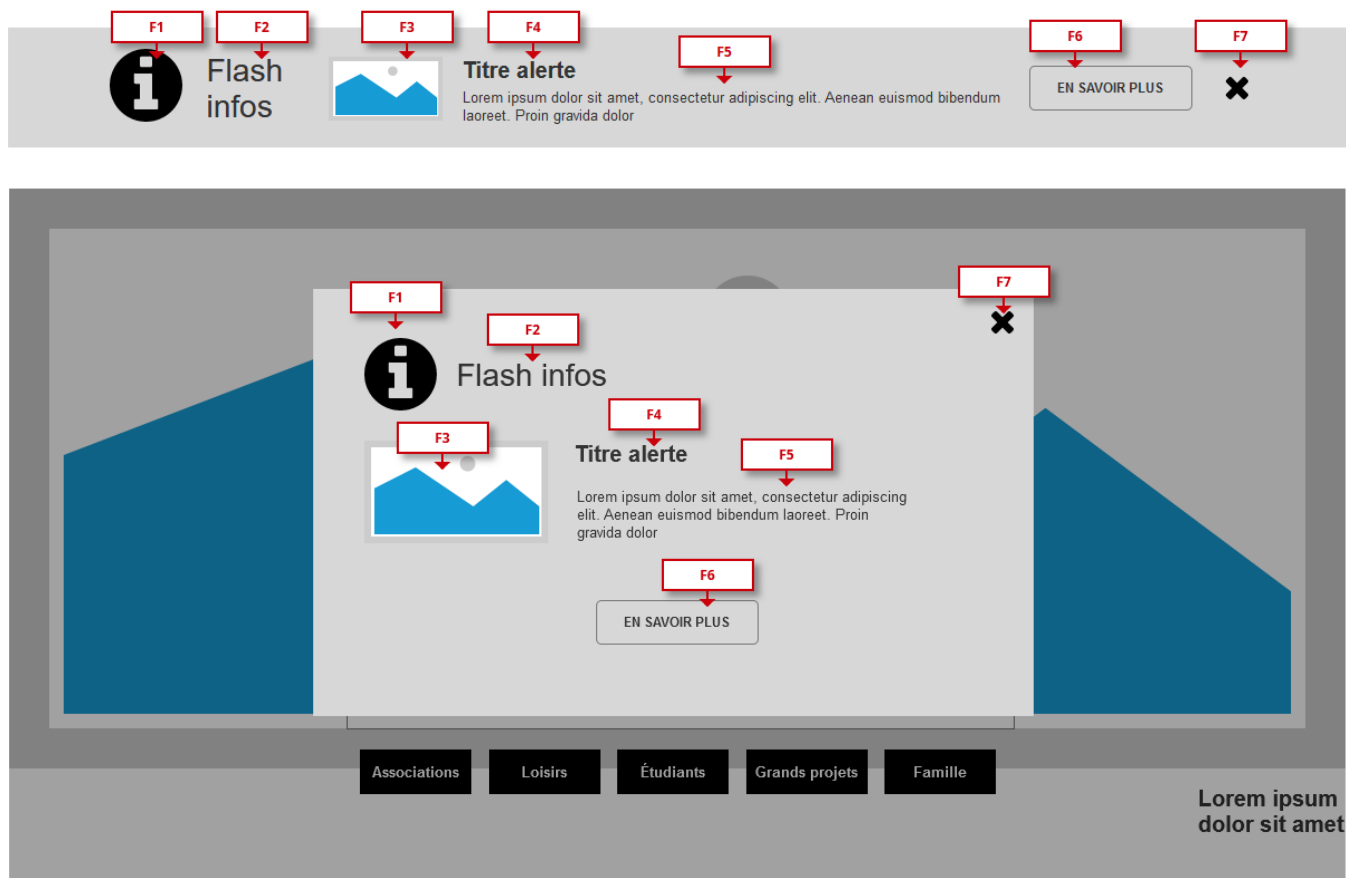 F1
F2
F3
F4
F5
F6
F7
Flash
infos
Titre alerte
Lorem ipsum dolor sit amet, consectetur adipiscing elit. Aenean euismod bibendum
laoreet. Proin gravida dolor
EN SAVOIR PLUS
F1
F2
F7
Flash infos
F3
F4
F5
Titre alerte
Lorem ipsum dolor sit amet, consectetur adipiscing
elit. Aenean euismod bibendum laoreet. Proin
gravida dolor
F6
EN SAVOIR PLUS
Associations
Loisirs
Étudiants
Grands projets
Famille
Lorem ipsum
dolor sit amet